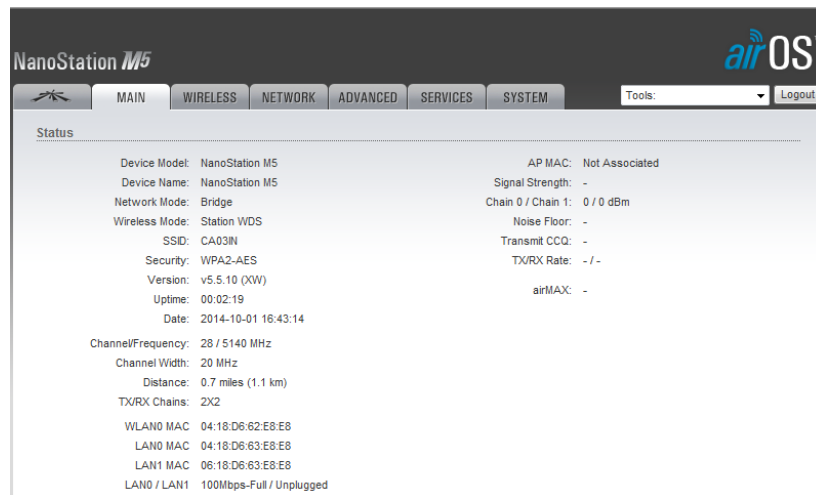 NanoStation M5
airOS
MAIN WIRELESS NETWORK ADVANCED SERVICES SYSTEM Tools: Logout
Status
Device Model: NanoStation M5
Device Name: NanoStation M5
Network Mode: Bridge
Wireless Mode: Station WDS
SSID: CA03IN
Security: WPA2-AES
Version: v5.5.10 (XW)
Uptime: 00:02:19
Date: 2014-10-01 16:43:14
Channel/Frequency: 28 / 5140 MHz
Channel Width: 20 MHz
Distance: 0.7 miles (1.1 km)
TX/RX Chains: 2X2
WLAN0 MAC 04:18:D6:62:E8:E8
LAN0 MAC 04:18:D6:63:E8:E8
LAN1 MAC 06:18:D6:63:E8:E8
LAN0 / LAN1 100Mbps-Full / Unplugged
AP MAC: Not Associated
Signal Strength: -
Chain 0 / Chain 1: 0 / 0 dBm
Noise Floor: -
Transmit CCQ: -
TX/RX Rate: - / -
airMAX: -